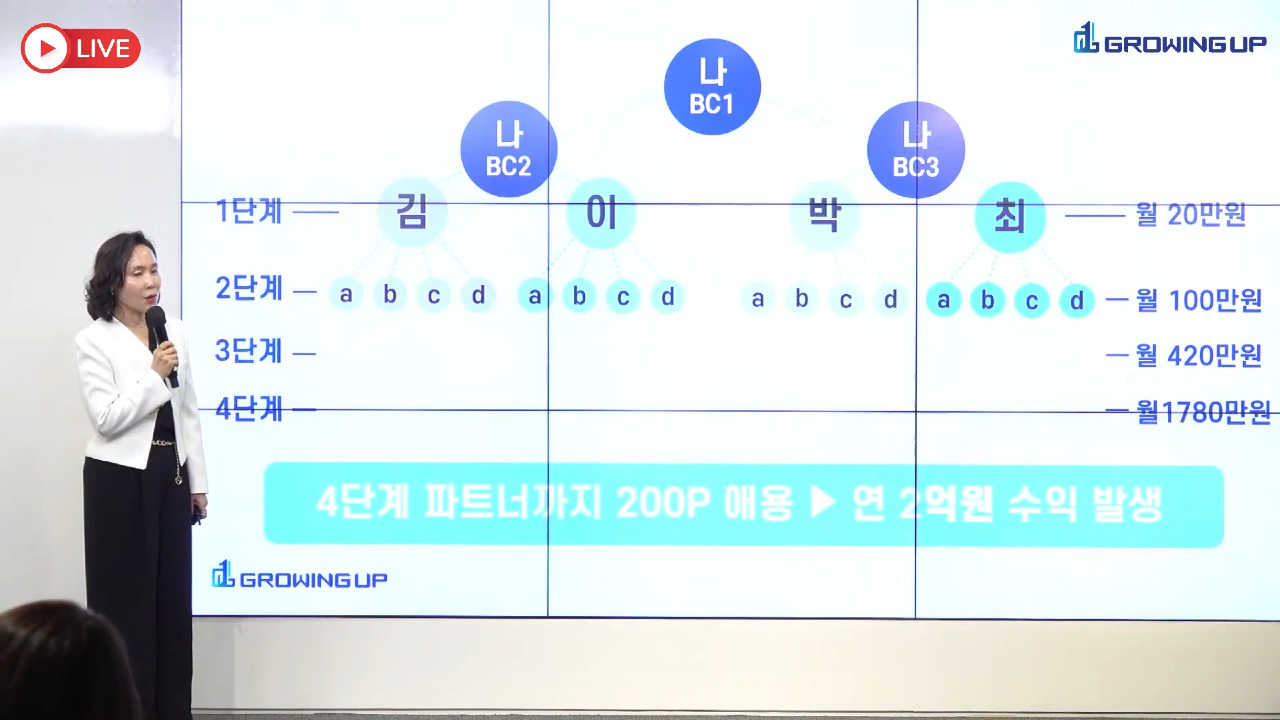 LIVE
GROWING UP
나
BC1
나
BC2
나
BC3
1단계
김
이
박
최
월 20만원
2단계
a b c d a b c d a b c d a b c d
월 100만원
3단계
월 420만원
4단계
월1780만원
4단계 파트너까지 200P 애용 ▶ 연 2억원 수익 발생
GROWING UP